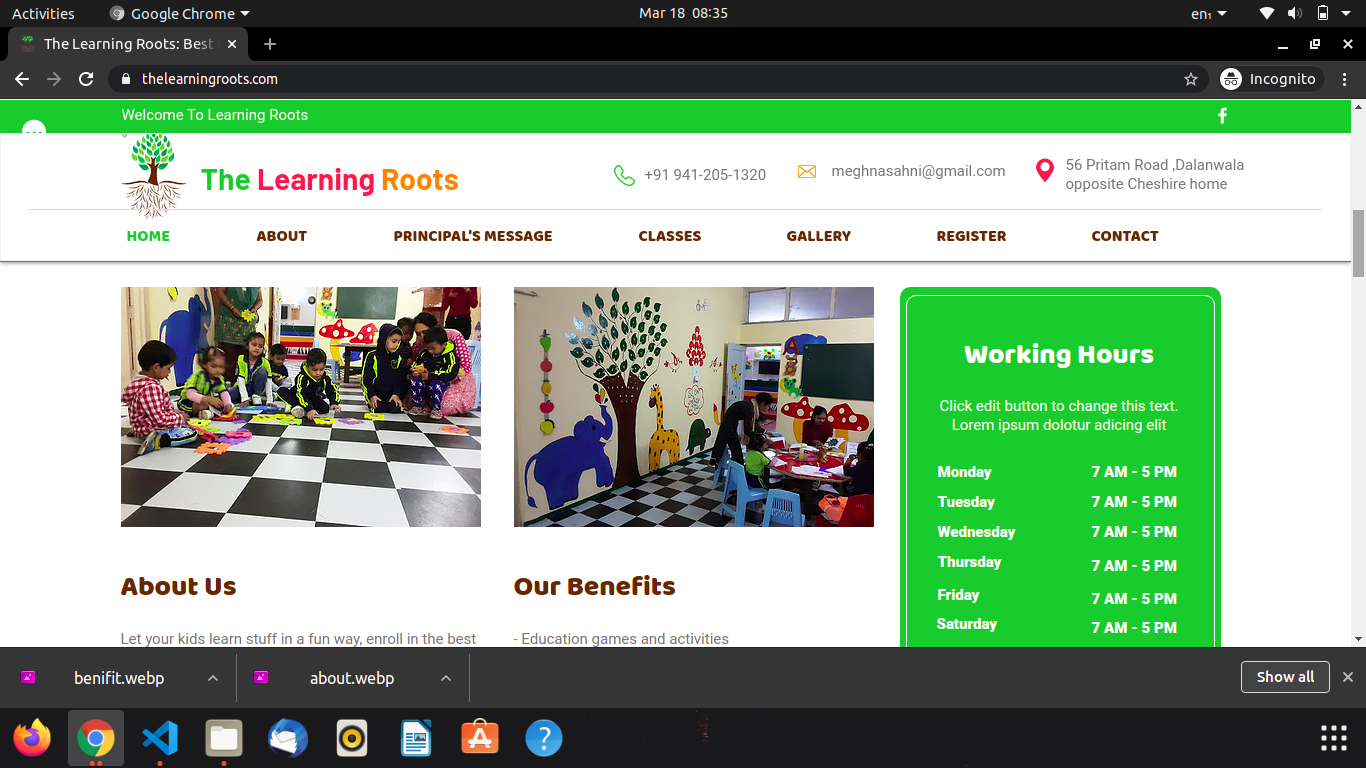 Activities
Google Chrome
Mar 18 08:35
en₁
The Learning Roots: Best
thelearningroots.com
Incognito
Welcome To Learning Roots
The Learning Roots
+91 941-205-1320
meghnasahni@gmail.com
56 Pritam Road ,Dalanwala
opposite Cheshire home
HOME
ABOUT
PRINCIPAL'S MESSAGE
CLASSES
GALLERY
REGISTER
CONTACT
About Us
Let your kids learn stuff in a fun way, enroll in the best
Our Benefits
- Education games and activities
Working Hours
Click edit button to change this text.
Lorem ipsum dolotur adicing elit
Monday 7 AM - 5 PM
Tuesday 7 AM - 5 PM
Wednesday 7 AM - 5 PM
Thursday 7 AM - 5 PM
Friday 7 AM - 5 PM
Saturday 7 AM - 5 PM
benifit.webp
about.webp
Show all